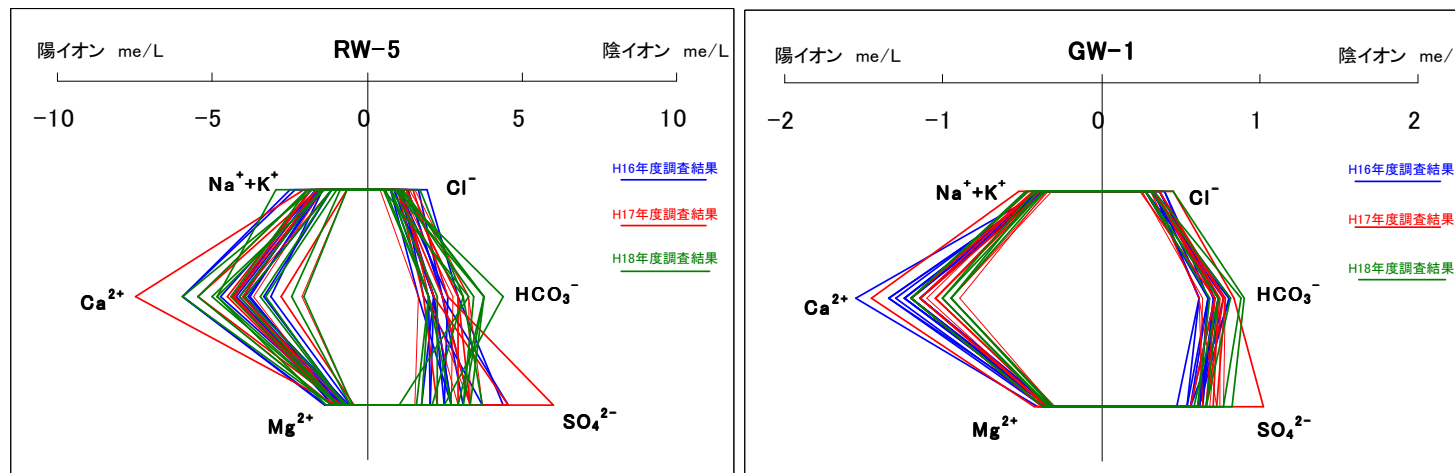 陽イオン me/L RW-5 陰イオン me/L
-10 -5 0 5 10
H16年度調査結果
Na⁺+K⁺ Cl⁻
H17年度調査結果
H18年度調査結果
Ca²⁺ HCO₃⁻
Mg²⁺ SO₄²⁻
陽イオン me/L GW-1 陰イオン me/
-2 -1 0 1 2
H16年度調査結果
Na⁺+K⁺ Cl⁻
H17年度調査結果
H18年度調査結果
Ca²⁺ HCO₃⁻
Mg²⁺ SO₄²⁻